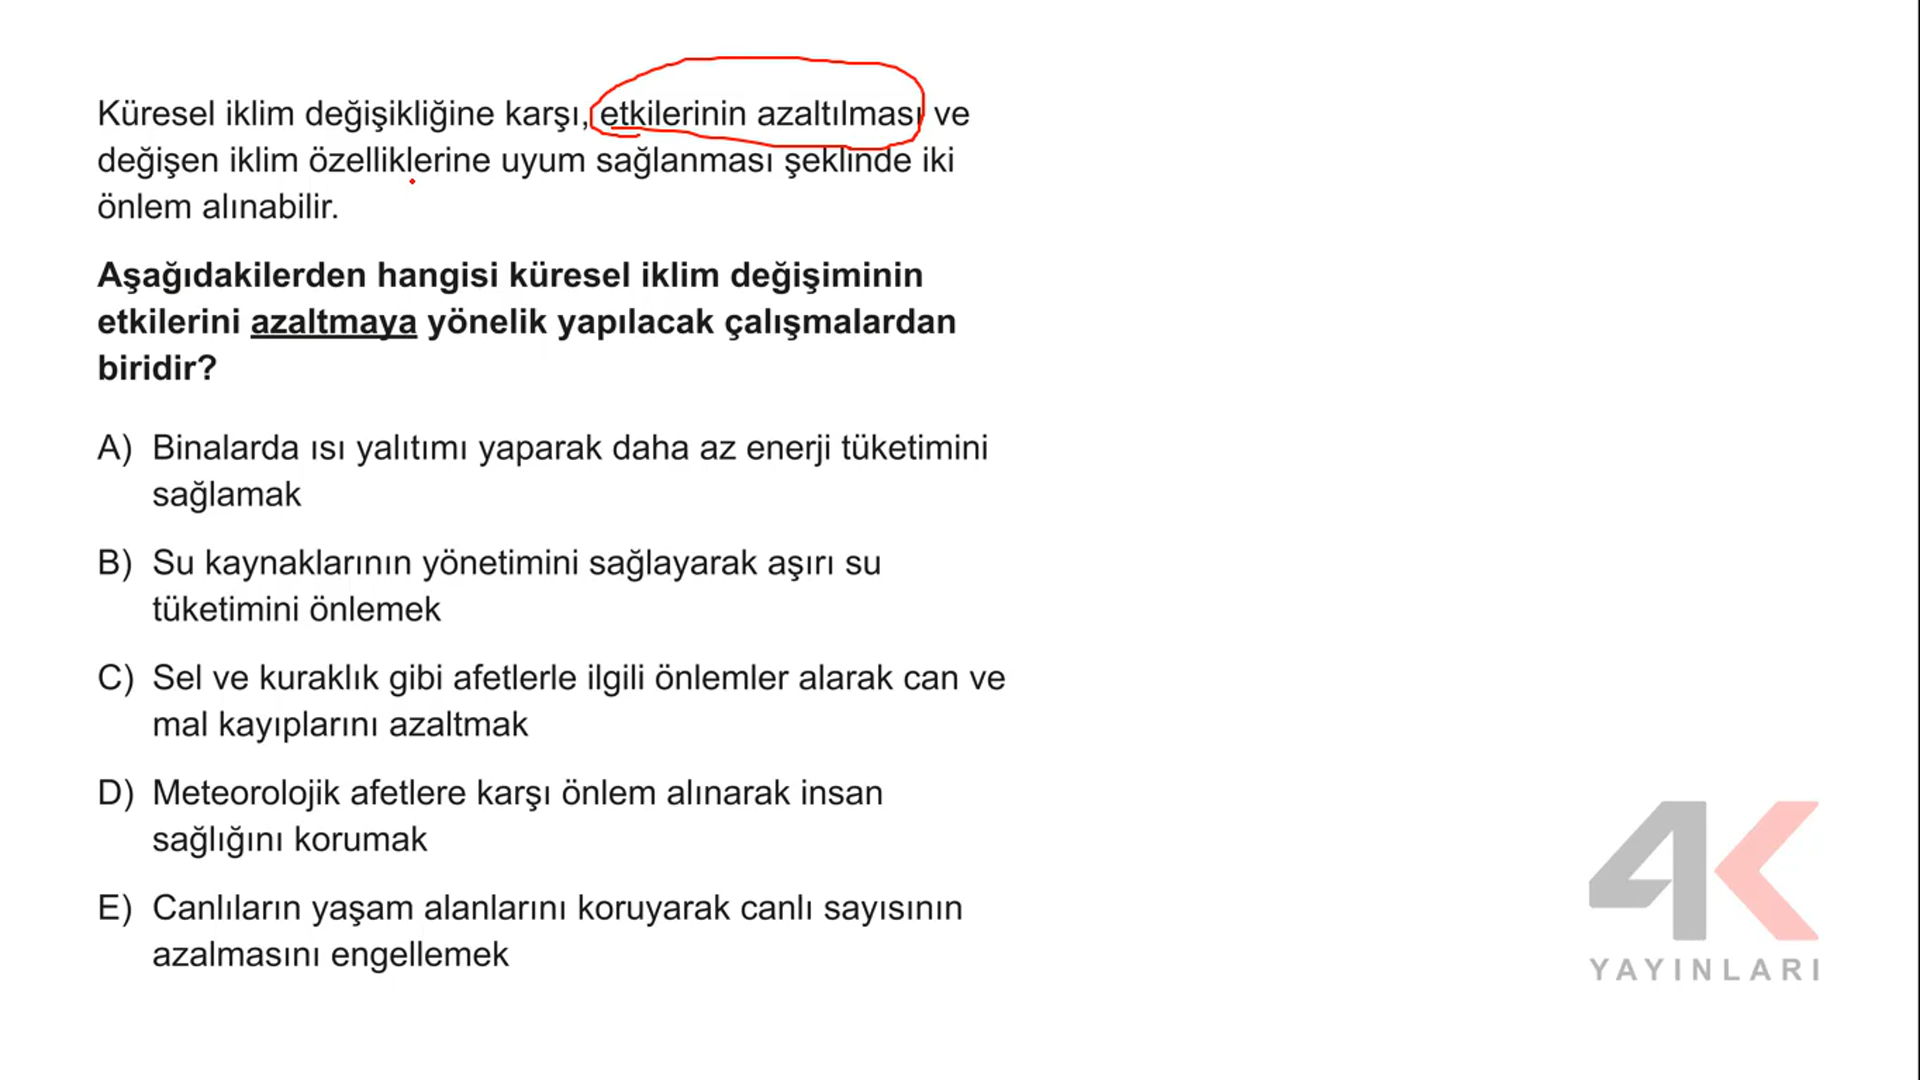 Küresel iklim değişikliğine karşı, etkilerinin azaltılması ve
değişen iklim özelliklerine uyum sağlanması şeklinde iki
önlem alınabilir.
Aşağıdakilerden hangisi küresel iklim değişiminin
etkilerini azaltmaya yönelik yapılacak çalışmalardan
biridir?
A) Binalarda ısı yalıtımı yaparak daha az enerji tüketimini
sağlamak
B) Su kaynaklarının yönetimini sağlayarak aşırı su
tüketimini önlemek
C) Sel ve kuraklık gibi afetlerle ilgili önlemler alarak can ve
mal kayıplarını azaltmak
D) Meteorolojik afetlere karşı önlem alınarak insan
sağlığını korumak
E) Canlıların yaşam alanlarını koruyarak canlı sayısının
azalmasını engellemek
4K
YAYINLARI